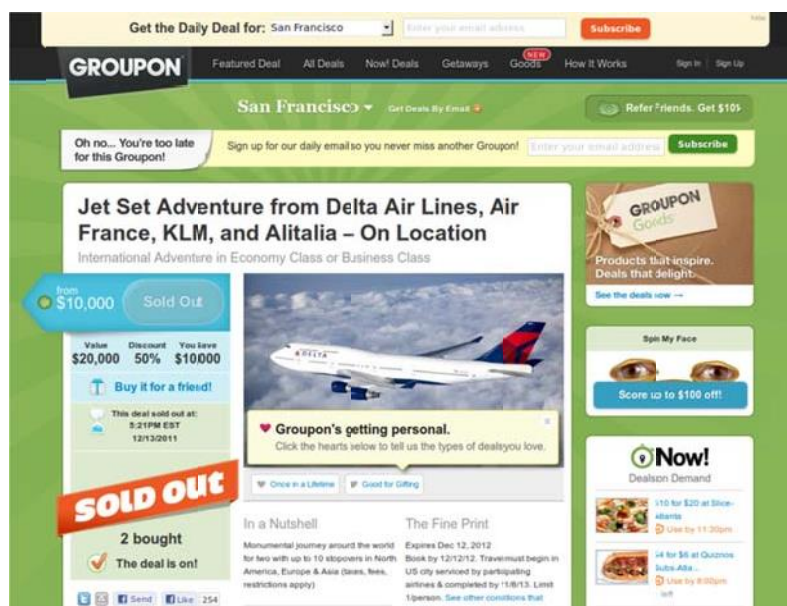 Get the Daily Deal for: San Francisco
Enter your email address
Subscribe
GROUPON
Featured Deal
All Deals
Now! Deals
Getaways
Goods
NEW
How It Works
Sign In
Sign Up
San Francisco
Get Deals By Email
Refer Friends. Get $10!
Oh no... You're too late
for this Groupon!
Sign up for our daily email so you never miss another Groupon!
Enter your email address
Subscribe
Jet Set Adventure from Delta Air Lines, Air
France, KLM, and Alitalia – On Location
International Adventure in Economy Class or Business Class
from
$10,000
Sold Out
Value Discount You Save
$20,000 50% $10,000
Buy it for a friend!
This deal sold out at:
5:21PM EST
12/13/2011
SOLD OUT
2 bought
The deal is on!
Send
Like 254
DELTA
Groupon's getting personal.
Click the hearts below to tell us the types of deals you love.
Once in a Lifetime
Good for Gifting
In a Nutshell
Monumental journey around the world
for two with up to 10 stopovers in North
America, Europe & Asia (taxes, fees,
restrictions apply)
The Fine Print
Expires Dec 12, 2012
Book by 12/12/12. Travel must begin in
US city serviced by participating
airlines & completed by 11/8/13. Limit
1/person. See other conditions that
GROUPON
Goods
Products that inspire.
Deals that delight.
See the deals now →
Spin My Face
Score up to $100 off!
Now!
Deals on Demand
$10 for $20 at Slice-
Atlanta
Use by 11:30pm
$4 for $6 at Quiznos
Subs-Atla...
Use by 8:00pm
left